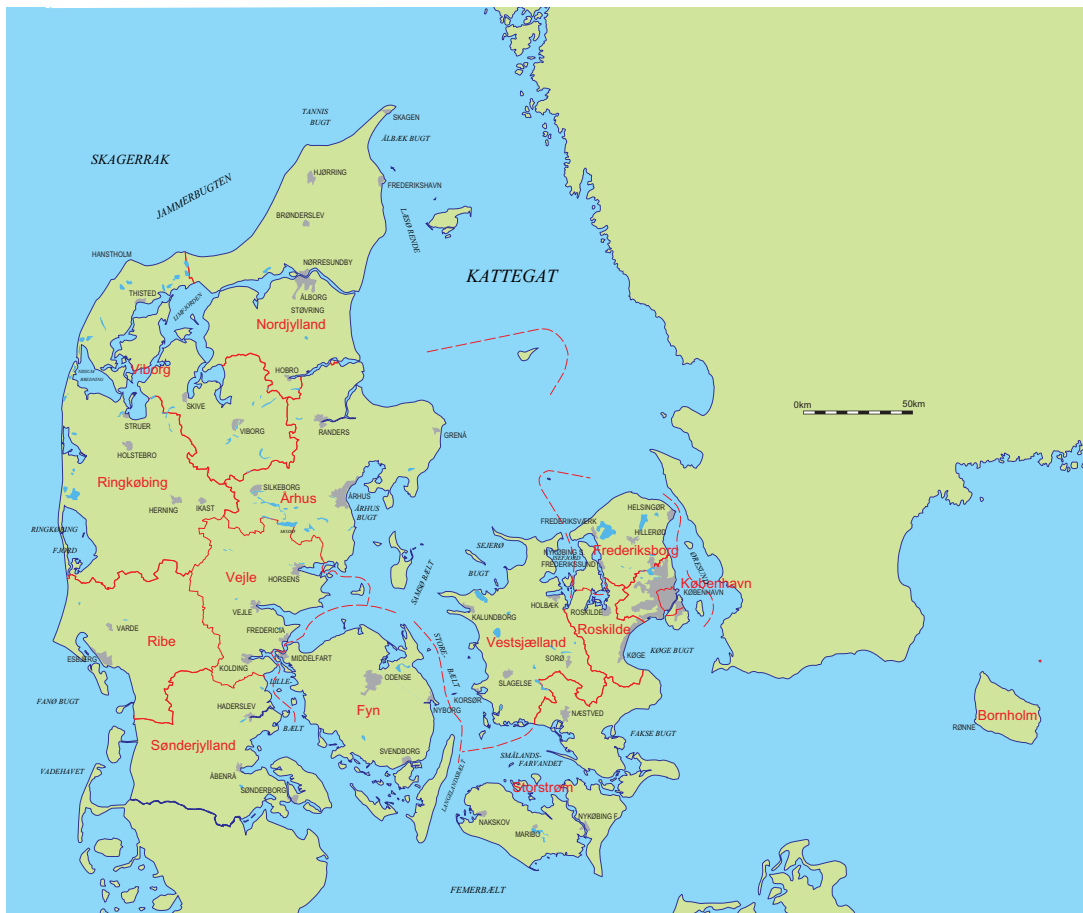 SKAGEN
TANNIS
BUGT
ÅLBÆK BUGT
SKAGERRAK
JAMMERBUGTEN
HJØRRING
FREDERIKSHAVN
BRØNDERSLEV
LÆSØ RENDE
HANSTHOLM
NØRRESUNDBY
KATTEGAT
THISTED
LIMFJORDEN
ÅLBORG
STØVRING
Nordjylland
Viborg
HOBRO
BREDNING
SKIVE
0km
50km
STRUER
VIBORG
RANDERS
GRENÅ
HOLSTEBRO
Ringkøbing
SILKEBORG
Århus
ÅRHUS
HERNING
IKAST
ÅRHUS
BUGT
HELSINGØR
FREDERIKSVÆRK
RINGKØBING
FJORD
HILLERØD
SEJERØ
BUGT
NYKØBING S.
ISEFJORD
Frederiksborg
FREDERIKSSUND
ØRESUND
Vejle
HORSENS
SAMSØ BÆLT
København
KØBENHAVN
HOLBÆK
ROSKILDE
VEJLE
KALUNDBORG
VARDE
Ribe
FREDERICIA
STORE-
BÆLT
Vestsjælland
Roskilde
ESBJERG
KOLDING
MIDDELFART
SORØ
KØGE
KØGE BUGT
LILLE-
BÆLT
ODENSE
SLAGELSE
FANØ BUGT
HADERSLEV
Fyn
NYBORG
KORSØR
NÆSTVED
Bornholm
RØNNE
Sønderjylland
SVENDBORG
FAKSE BUGT
SMÅLANDS-
FARVANDET
VADEHAVET
ÅBENRÅ
SØNDERBORG
LANGELANDSBÆLT
Storstrøm
NAKSKOV
MARIBO
NYKØBING F.
FEMERBÆLT